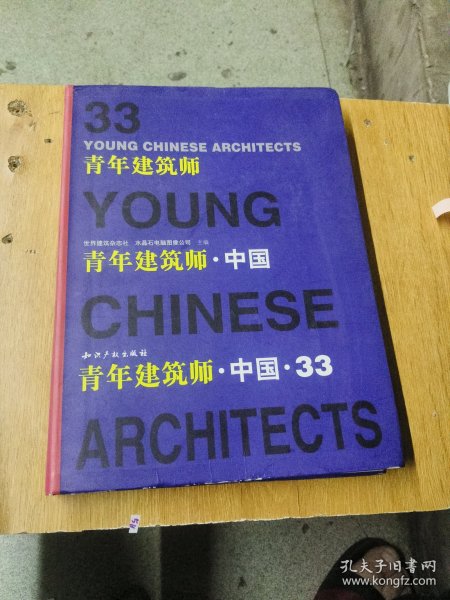 33
YOUNG CHINESE ARCHITECTS
青年建筑师
YOUNG
世界建筑杂志社 水晶石电脑图像公司 主编
青年建筑师·中国
CHINESE
知识产权出版社
青年建筑师·中国·33
ARCHITECTS
孔夫子旧书网
www.kongfz.com